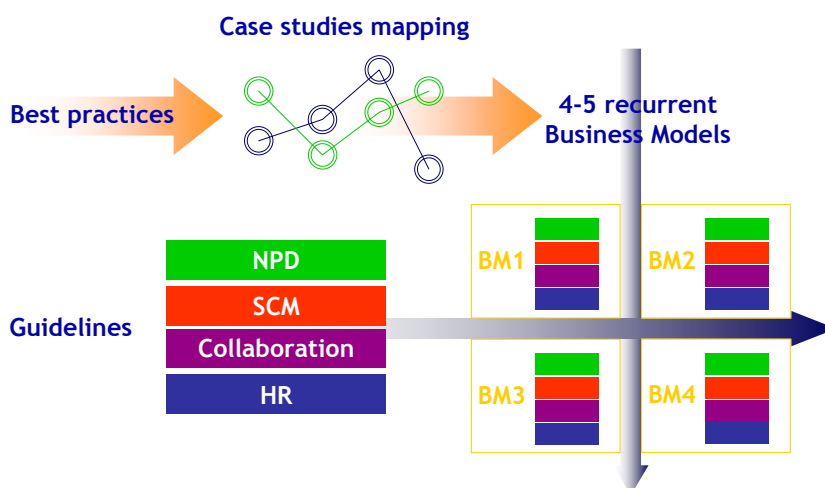 Case studies mapping
Best practices
4-5 recurrent
Business Models
BM1
BM2
NPD
SCM
Guidelines
Collaboration
HR
BM3
BM4